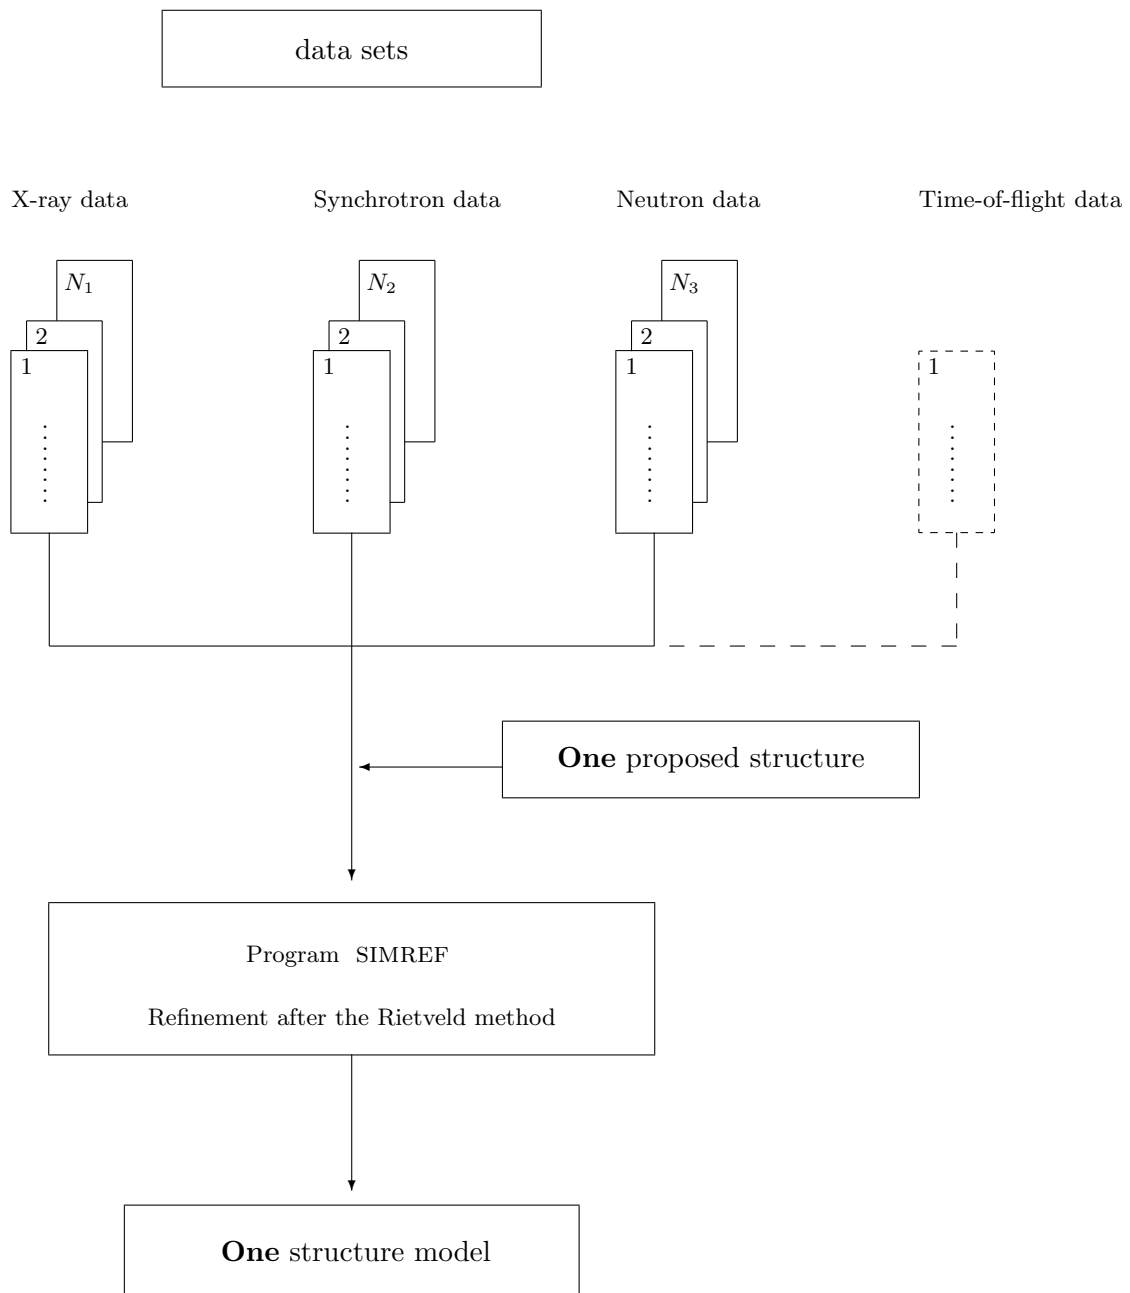 data sets
X-ray data
Synchrotron data
Neutron data
Time-of-flight data
N₁
N₂
N₃
2
2
2
1
1
1
1
One proposed structure
Program SIMREF
Refinement after the Rietveld method
One structure model